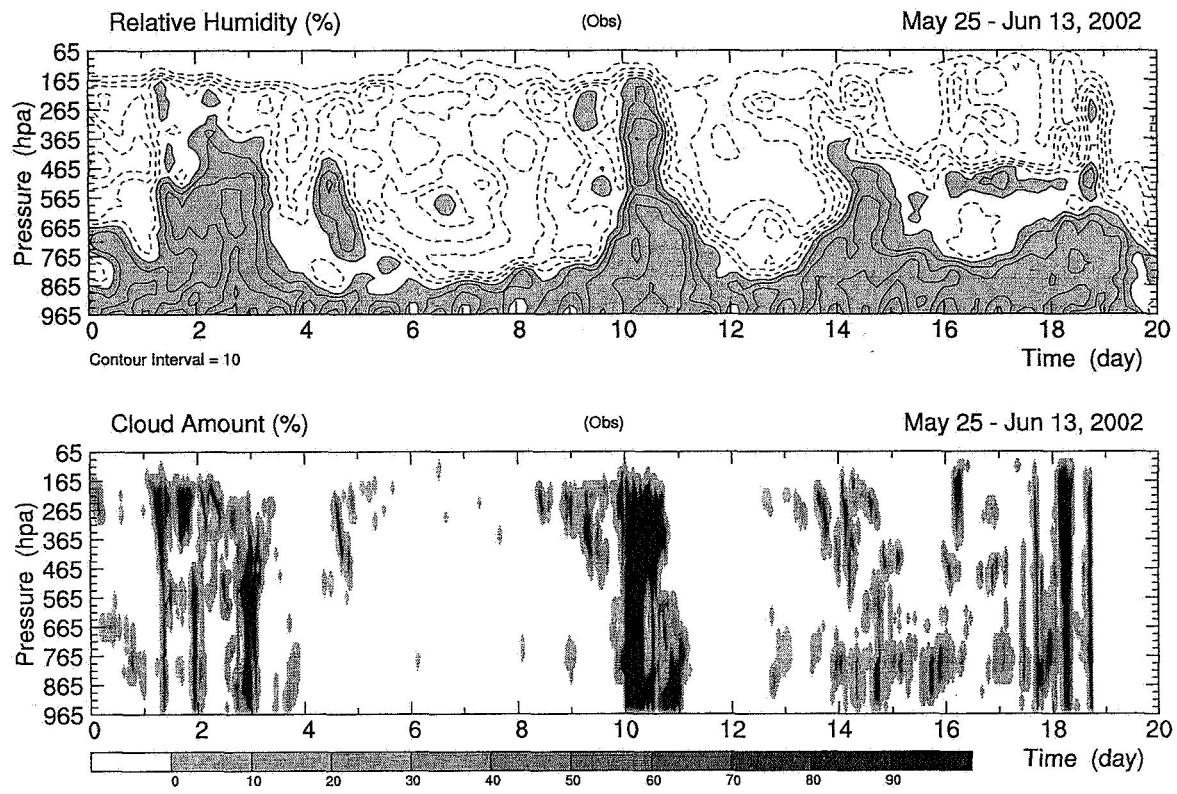 Relative Humidity (%) (Obs) May 25 - Jun 13, 2002
Pressure (hpa)
65
165
265
365
465
565
665
765
865
965
0 2 4 6 8 10 12 14 16 18 20
Contour Interval = 10
Time (day)
Cloud Amount (%) (Obs) May 25 - Jun 13, 2002
Pressure (hpa)
65
165
265
365
465
565
665
765
865
965
0 2 4 6 8 10 12 14 16 18 20
0 10 20 30 40 50 60 70 80 90
Time (day)